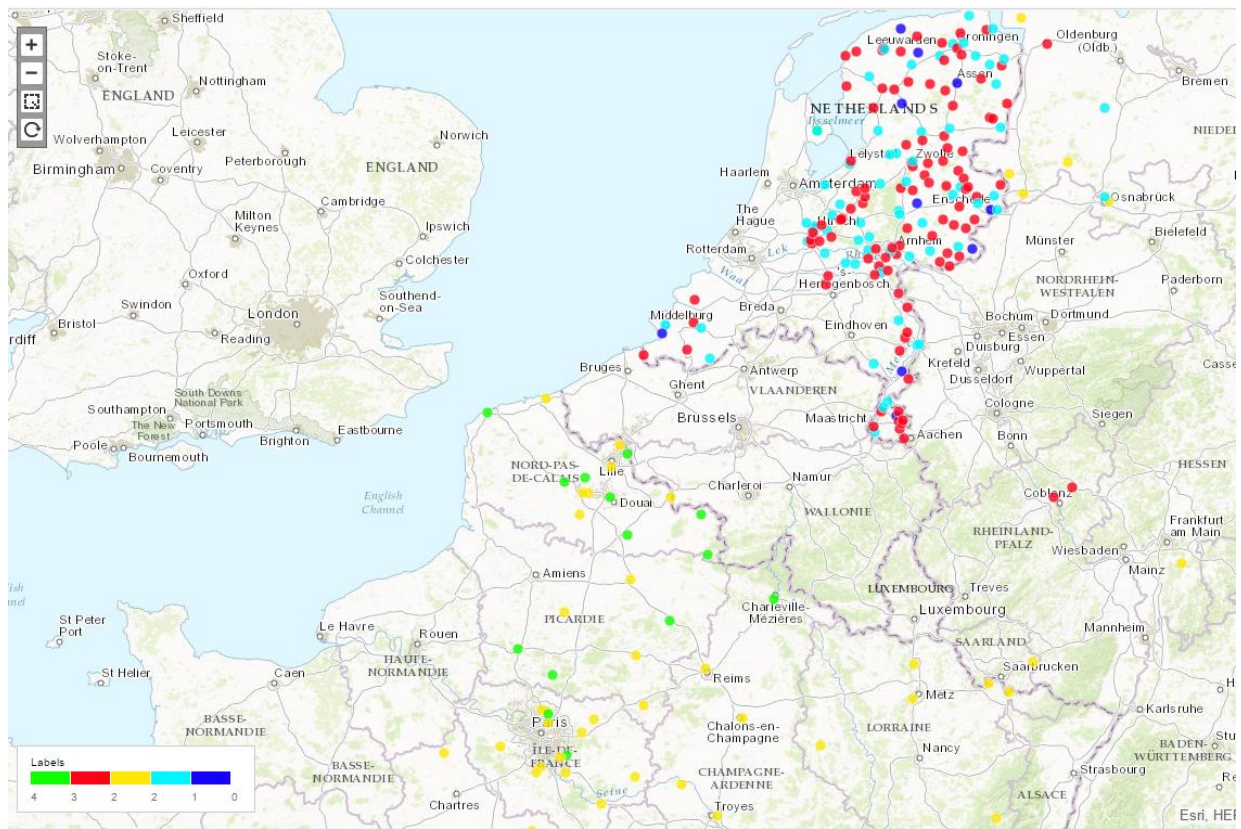 Sheffield
Stoke-
on-Trent
Nottingham
ENGLAND
Wolverhampton
Leicester
Birmingham
Coventry
Peterborough
Norwich
ENGLAND
Milton
Keynes
Cambridge
Ipswich
Oxford
Colchester
Swindon
Southend-
on-Sea
London
Bristol
Reading
South Downs
National Park
Southampton
The New
Forest
Portsmouth
Brighton
Eastbourne
Poole
Bournemouth
English
Channel
St Peter
Port
St Helier
Le Havre
Rouen
Caen
HAUTE-
NORMANDIE
BASSE-
NORMANDIE
BASSE-
NORMANDIE
Chartres
Amiens
PICARDIE
Paris
ÎLE-DE-
FRANCE
Seine
NORD-PAS-
DE-CALAIS
Lille
Douai
Reims
Chalons-en-
Champagne
CHAMPAGNE-
ARDENNE
Troyes
Charleville-
Mézières
Leeuwarden
Assen
NETHERLANDS
IJsselmeer
Lelystad
Zwolle
Haarlem
Amsterdam
The
Hague
Utrecht
Enschede
Rotterdam
Lek
Waal
Arnhem
Hertogenbosch
Breda
Middelburg
Eindhoven
Bruges
Ghent
Antwerp
VLAANDEREN
Brussels
Maastricht
Aachen
Charleroi
Namur
WALLONIE
LUXEMBOURG
Luxembourg
Treves
SAARLAND
Saarbrucken
Metz
LORRAINE
Nancy
Strasbourg
ALSACE
Oldenburg
(Oldb.)
Bremen
Osnabrück
Bielefeld
Münster
Paderborn
NORDRHEIN-
WESTFALEN
Bochum
Dortmund
Essen
Duisburg
Krefeld
Wuppertal
Dusseldorf
Cologne
Siegen
Bonn
HESSEN
Coblenz
RHEINLAND-
PFALZ
Frankfurt
am Main
Wiesbaden
Mainz
Mannheim
Karlsruhe
BADEN-
WÜRTTEMBERG
Labels
4 3 2 2 1 0